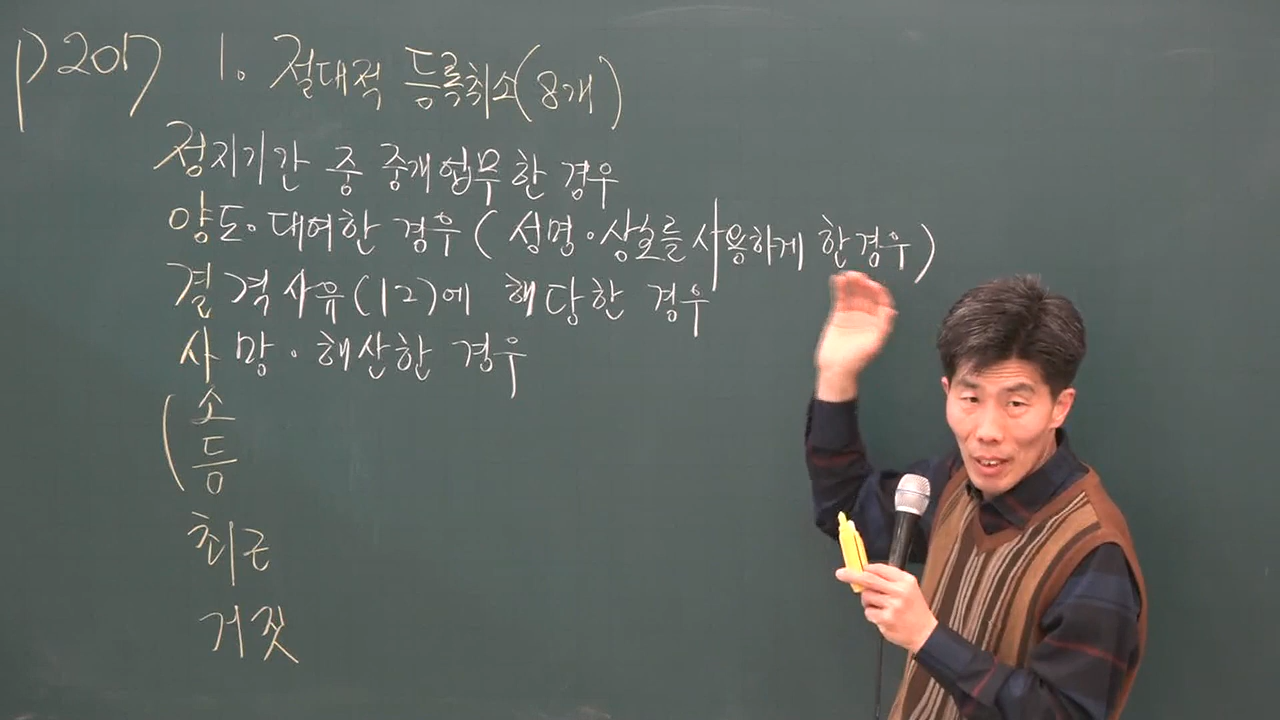 p207 1. 절대적 등록취소(8개)
정지기간 중 중개업무한 경우
양도·대여한 경우(성명·상호를 사용하게 한 경우)
결격사유(12)에 해당한 경우
사망·해산한 경우
(소
등
최근
거짓